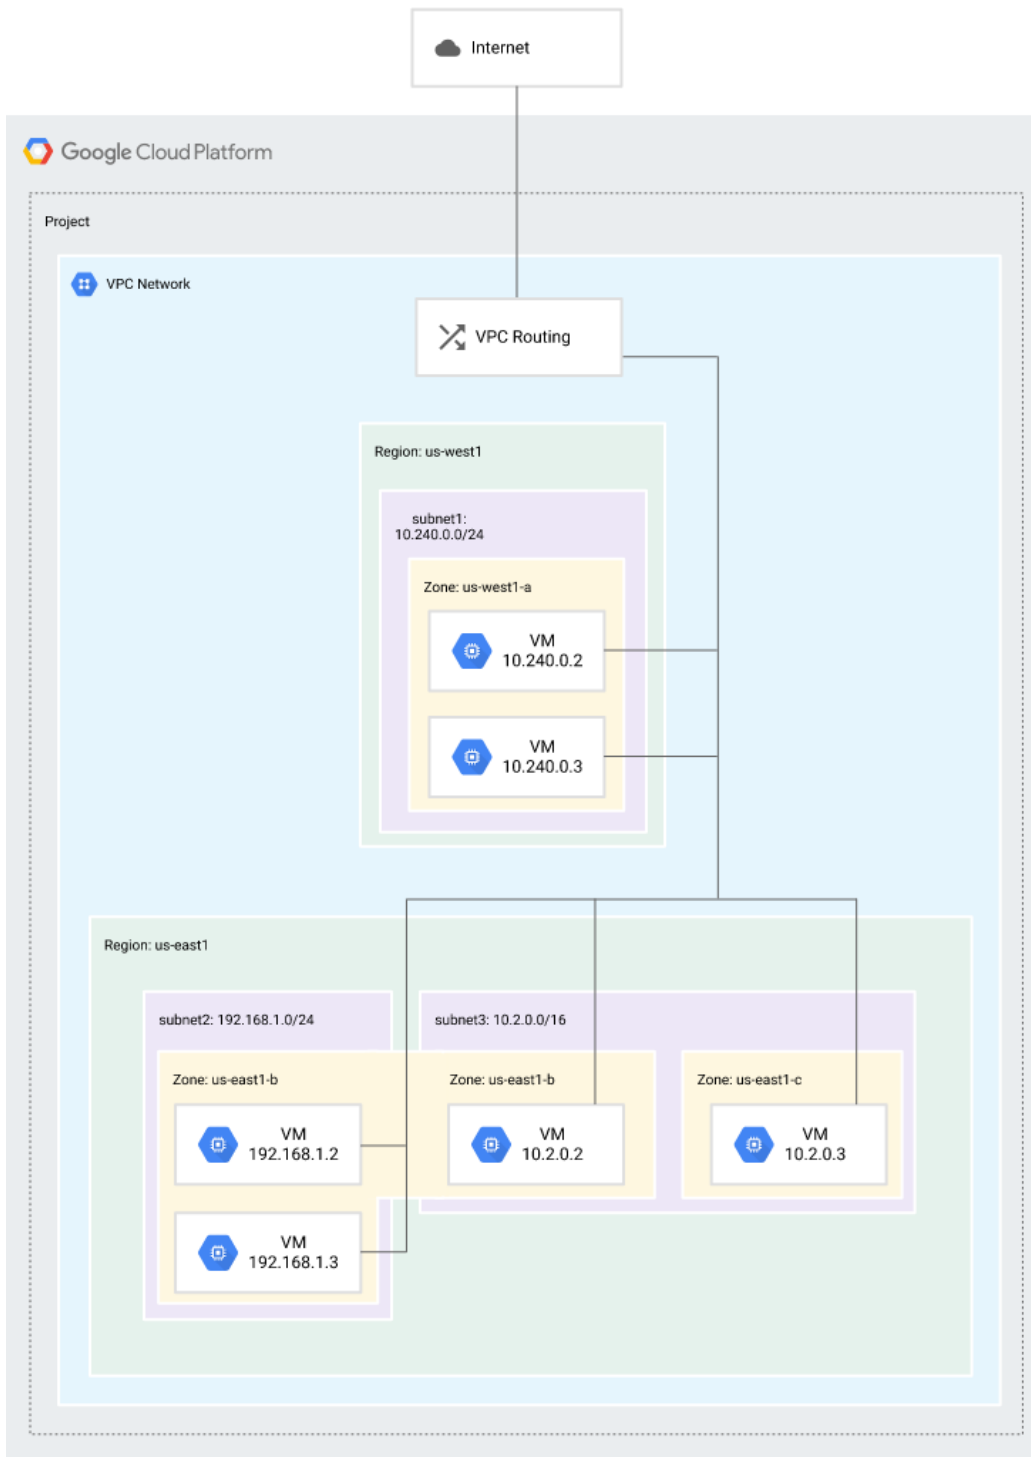 Internet
Google Cloud Platform
Project
VPC Network
VPC Routing
Region: us-west1
subnet1:
10.240.0.0/24
Zone: us-west1-a
VM
10.240.0.2
VM
10.240.0.3
Region: us-east1
subnet2: 192.168.1.0/24
subnet3: 10.2.0.0/16
Zone: us-east1-b
Zone: us-east1-b
Zone: us-east1-c
VM
192.168.1.2
VM
10.2.0.2
VM
10.2.0.3
VM
192.168.1.3